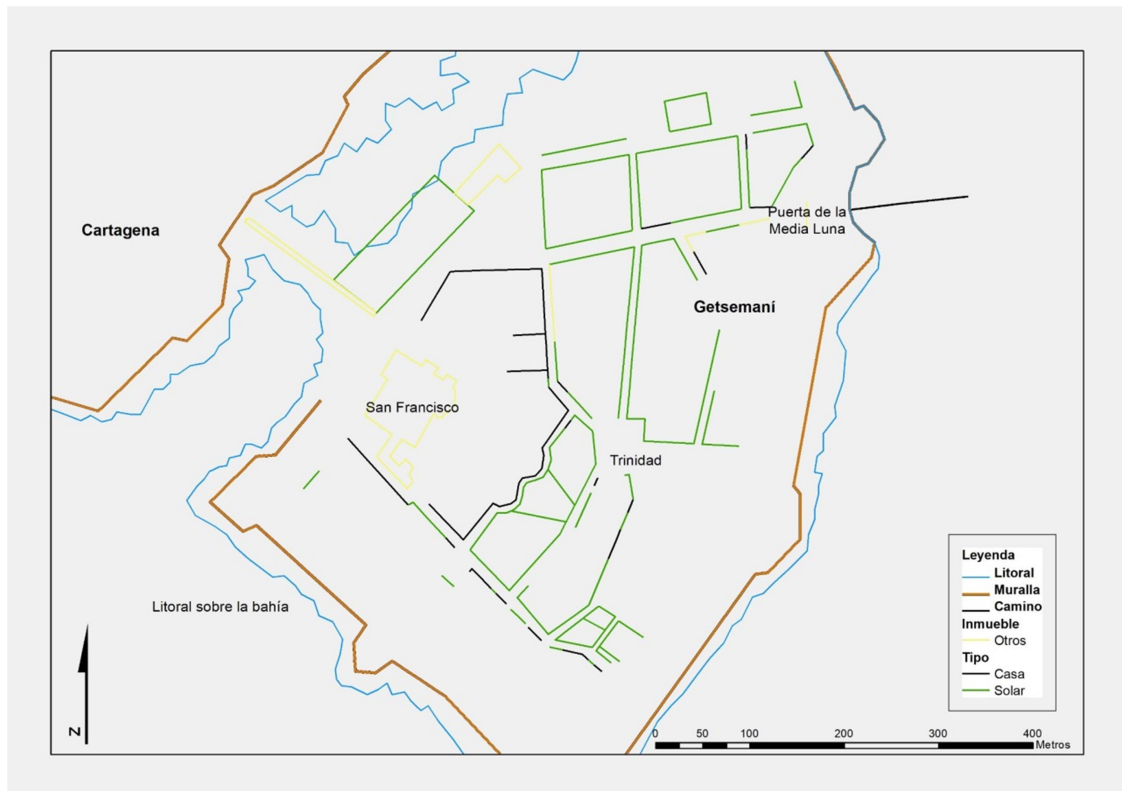 Cartagena
Puerta de la
Media Luna
Getsemaní
San Francisco
Trinidad
Litoral sobre la bahía
Leyenda
Litoral
Muralla
Camino
Inmueble
Otros
Tipo
Casa
Solar
N
0 50 100 200 300 400
Metros